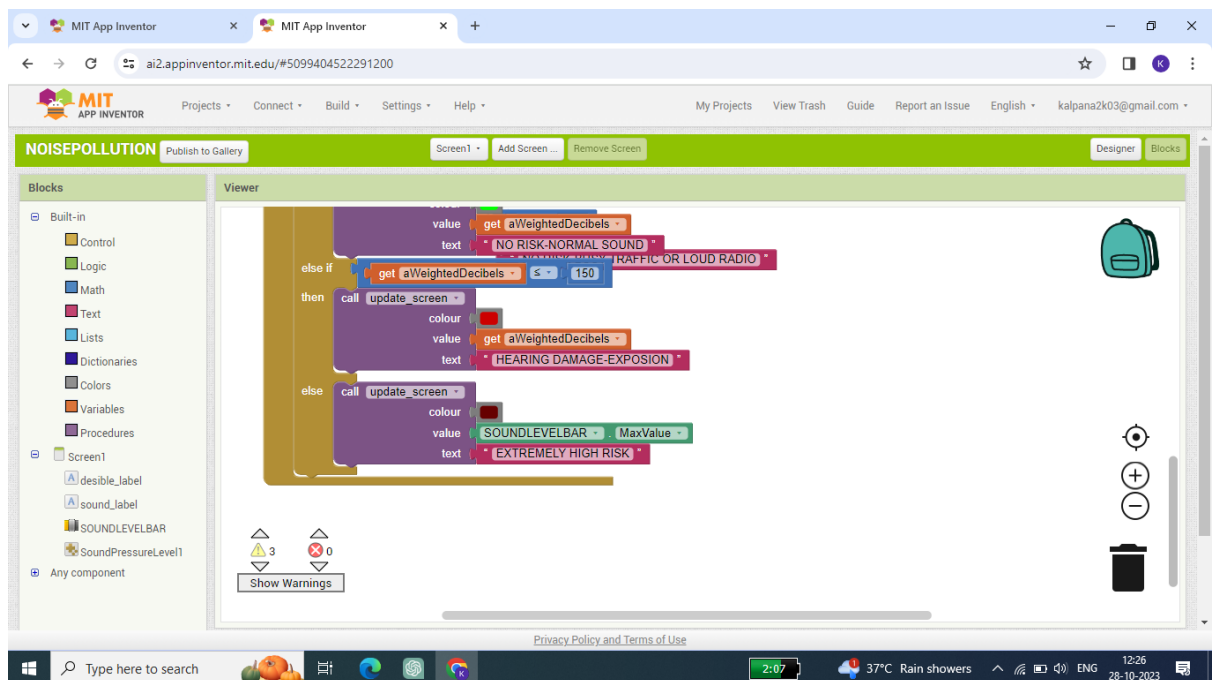 MIT App Inventor MIT App Inventor
ai2.appinventor.mit.edu/#5099404522291200 K
MIT APP INVENTOR Projects Connect Build Settings Help My Projects View Trash Guide Report an Issue English kalpana2k03@gmail.com
NOISEPOLLUTION Publish to Gallery Screen1 Add Screen ... Remove Screen Designer Blocks
Blocks Viewer
Built-in
Control
Logic
Math
Text
Lists
Dictionaries
Colors
Variables
Procedures
Screen1
A desible_label
A sound_label
SOUNDLEVELBAR
SoundPressureLevel1
Any component
value get aWeightedDecibels
text " NO RISK-NORMAL SOUND "
TRAFFIC OR LOUD RADIO "
else if get aWeightedDecibels ≤ 150
then call update_screen
colour
value get aWeightedDecibels
text " HEARING DAMAGE-EXPOSION "
else call update_screen
colour
value SOUNDLEVELBAR . MaxValue
text " EXTREMELY HIGH RISK "
3 0
Show Warnings
Privacy Policy and Terms of Use
Type here to search K 2:07 37°C Rain showers ENG 12:26
28-10-2023